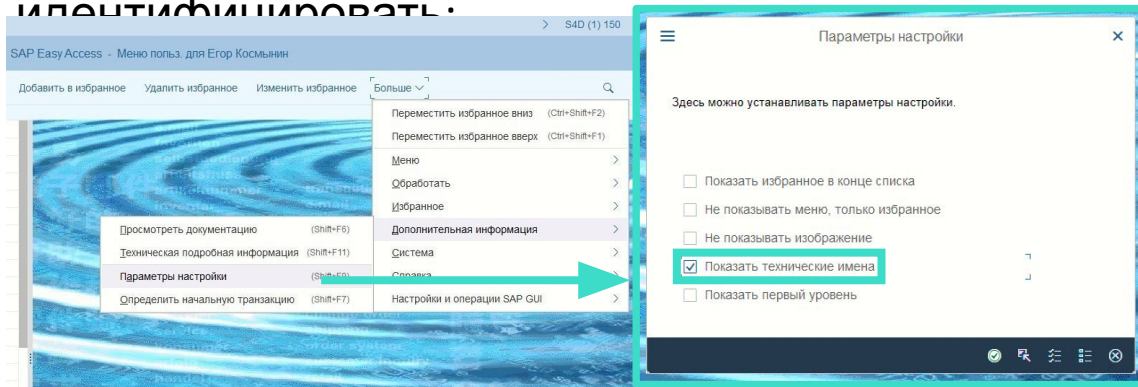 идентифицировать:
> S4D (1) 150
SAP Easy Access - Меню польз. для Егор Космынин
Добавить в избранное Удалить избранное Изменить избранное Больше
Переместить избранное вниз (Ctrl+Shift+F2)
Переместить избранное вверх (Ctrl+Shift+F1)
Меню
Обработать
Избранное
Дополнительная информация
Система
Справка
Настройки и операции SAP GUI
Просмотреть документацию (Shift+F6)
Техническая подробная информация (Shift+F11)
Параметры настройки (Shift+F9)
Определить начальную транзакцию (Shift+F7)
Параметры настройки
Здесь можно устанавливать параметры настройки.
Показать избранное в конце списка
Не показывать меню, только избранное
Не показывать изображение
Показать технические имена
Показать первый уровень